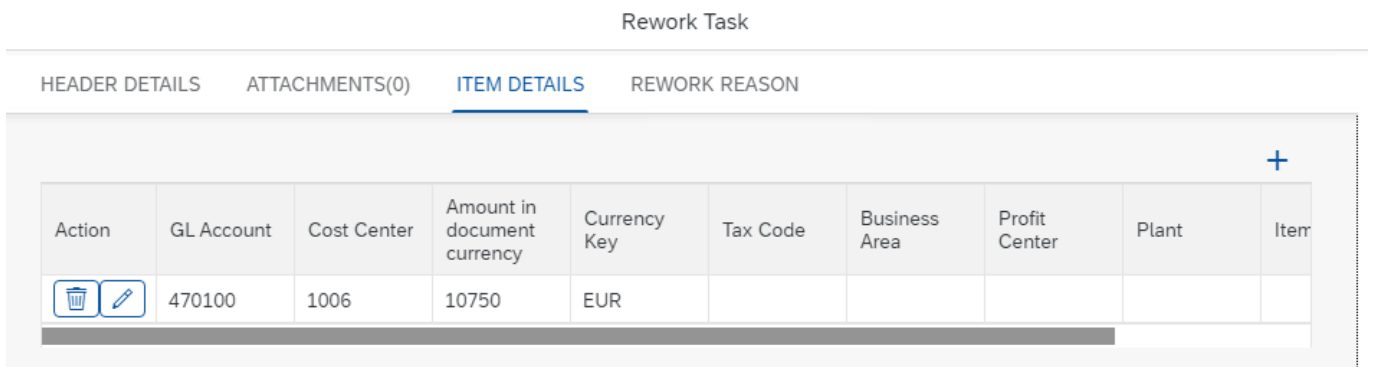 Rework Task
HEADER DETAILS ATTACHMENTS(0) ITEM DETAILS REWORK REASON
+
Action GL Account Cost Center Amount in document currency Currency Key Tax Code Business Area Profit Center Plant Item
470100 1006 10750 EUR